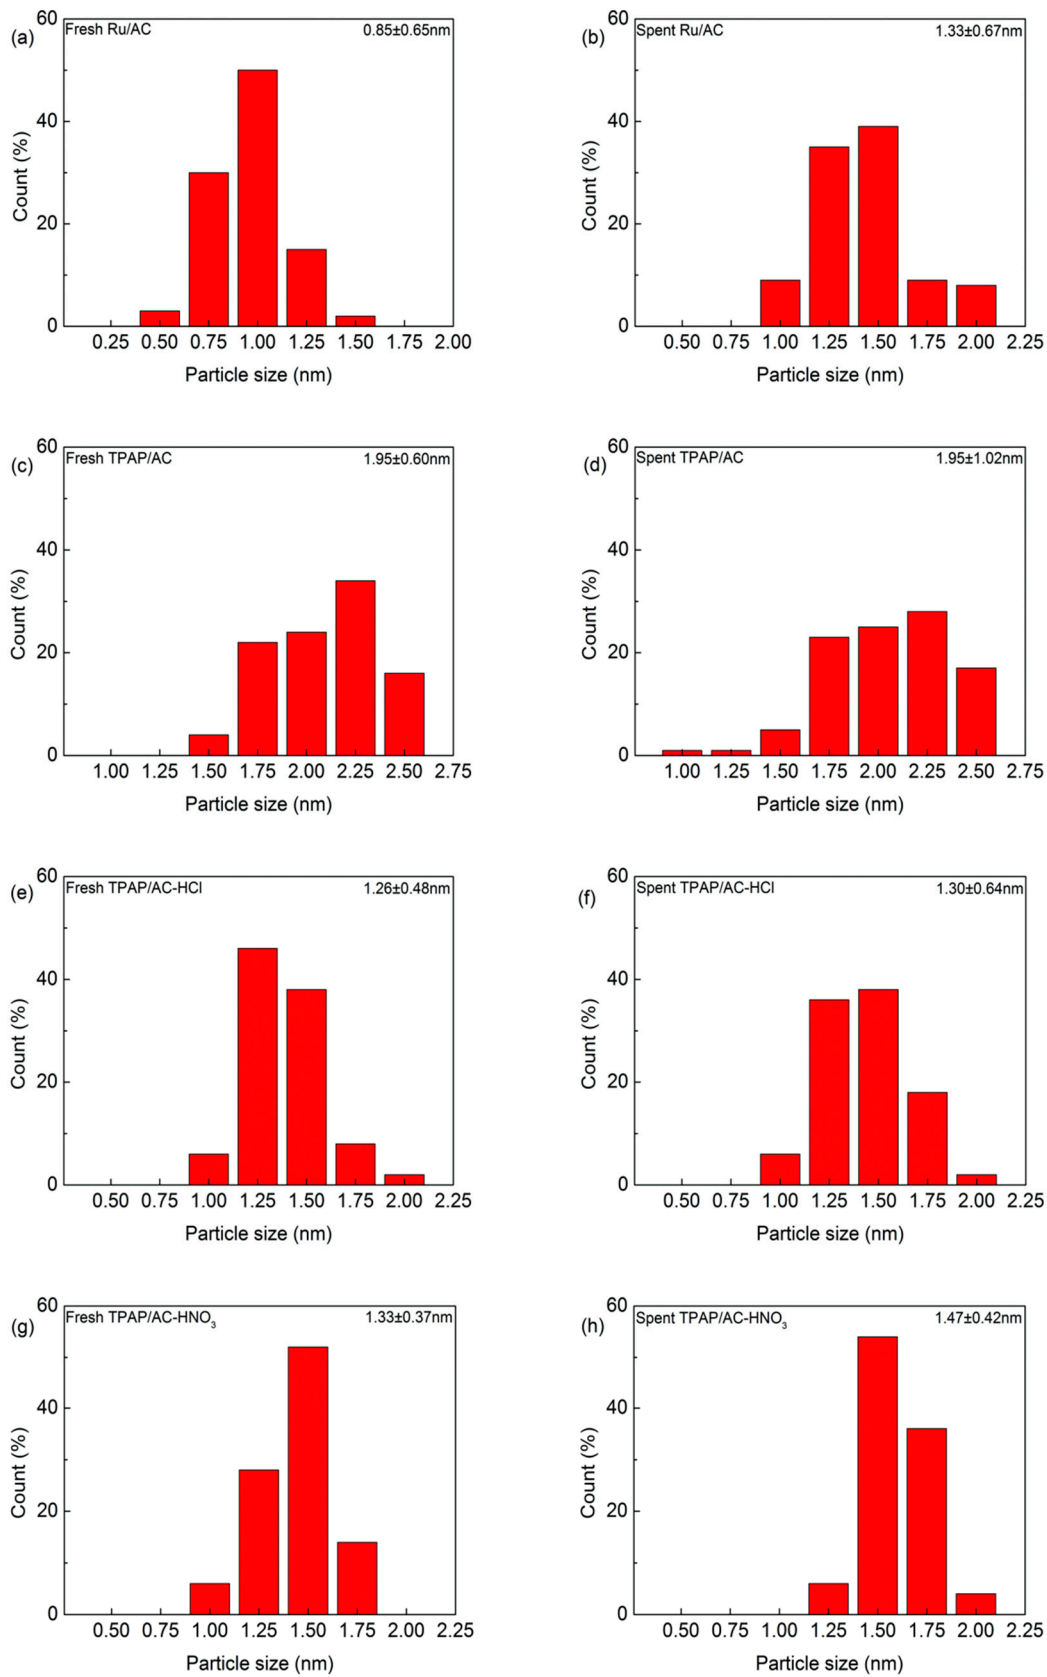 (a)
Fresh Ru/AC 0.85±0.65nm
60
40
20
0
Count (%)
0.25 0.50 0.75 1.00 1.25 1.50 1.75 2.00
Particle size (nm)
(b)
Spent Ru/AC 1.33±0.67nm
60
40
20
0
Count (%)
0.50 0.75 1.00 1.25 1.50 1.75 2.00 2.25
Particle size (nm)
(c)
Fresh TPAP/AC 1.95±0.60nm
60
40
20
0
Count (%)
1.00 1.25 1.50 1.75 2.00 2.25 2.50 2.75
Particle size (nm)
(d)
Spent TPAP/AC 1.95±1.02nm
60
40
20
0
Count (%)
1.00 1.25 1.50 1.75 2.00 2.25 2.50 2.75
Particle size (nm)
(e)
Fresh TPAP/AC-HCl 1.26±0.48nm
60
40
20
0
Count (%)
0.50 0.75 1.00 1.25 1.50 1.75 2.00 2.25
Particle size (nm)
(f)
Spent TPAP/AC-HCl 1.30±0.64nm
60
40
20
0
Count (%)
0.50 0.75 1.00 1.25 1.50 1.75 2.00 2.25
Particle size (nm)
(g)
Fresh TPAP/AC-HNO₃ 1.33±0.37nm
60
40
20
0
Count (%)
0.50 0.75 1.00 1.25 1.50 1.75 2.00 2.25
Particle size (nm)
(h)
Spent TPAP/AC-HNO₃ 1.47±0.42nm
60
40
20
0
Count (%)
0.50 0.75 1.00 1.25 1.50 1.75 2.00 2.25
Particle size (nm)